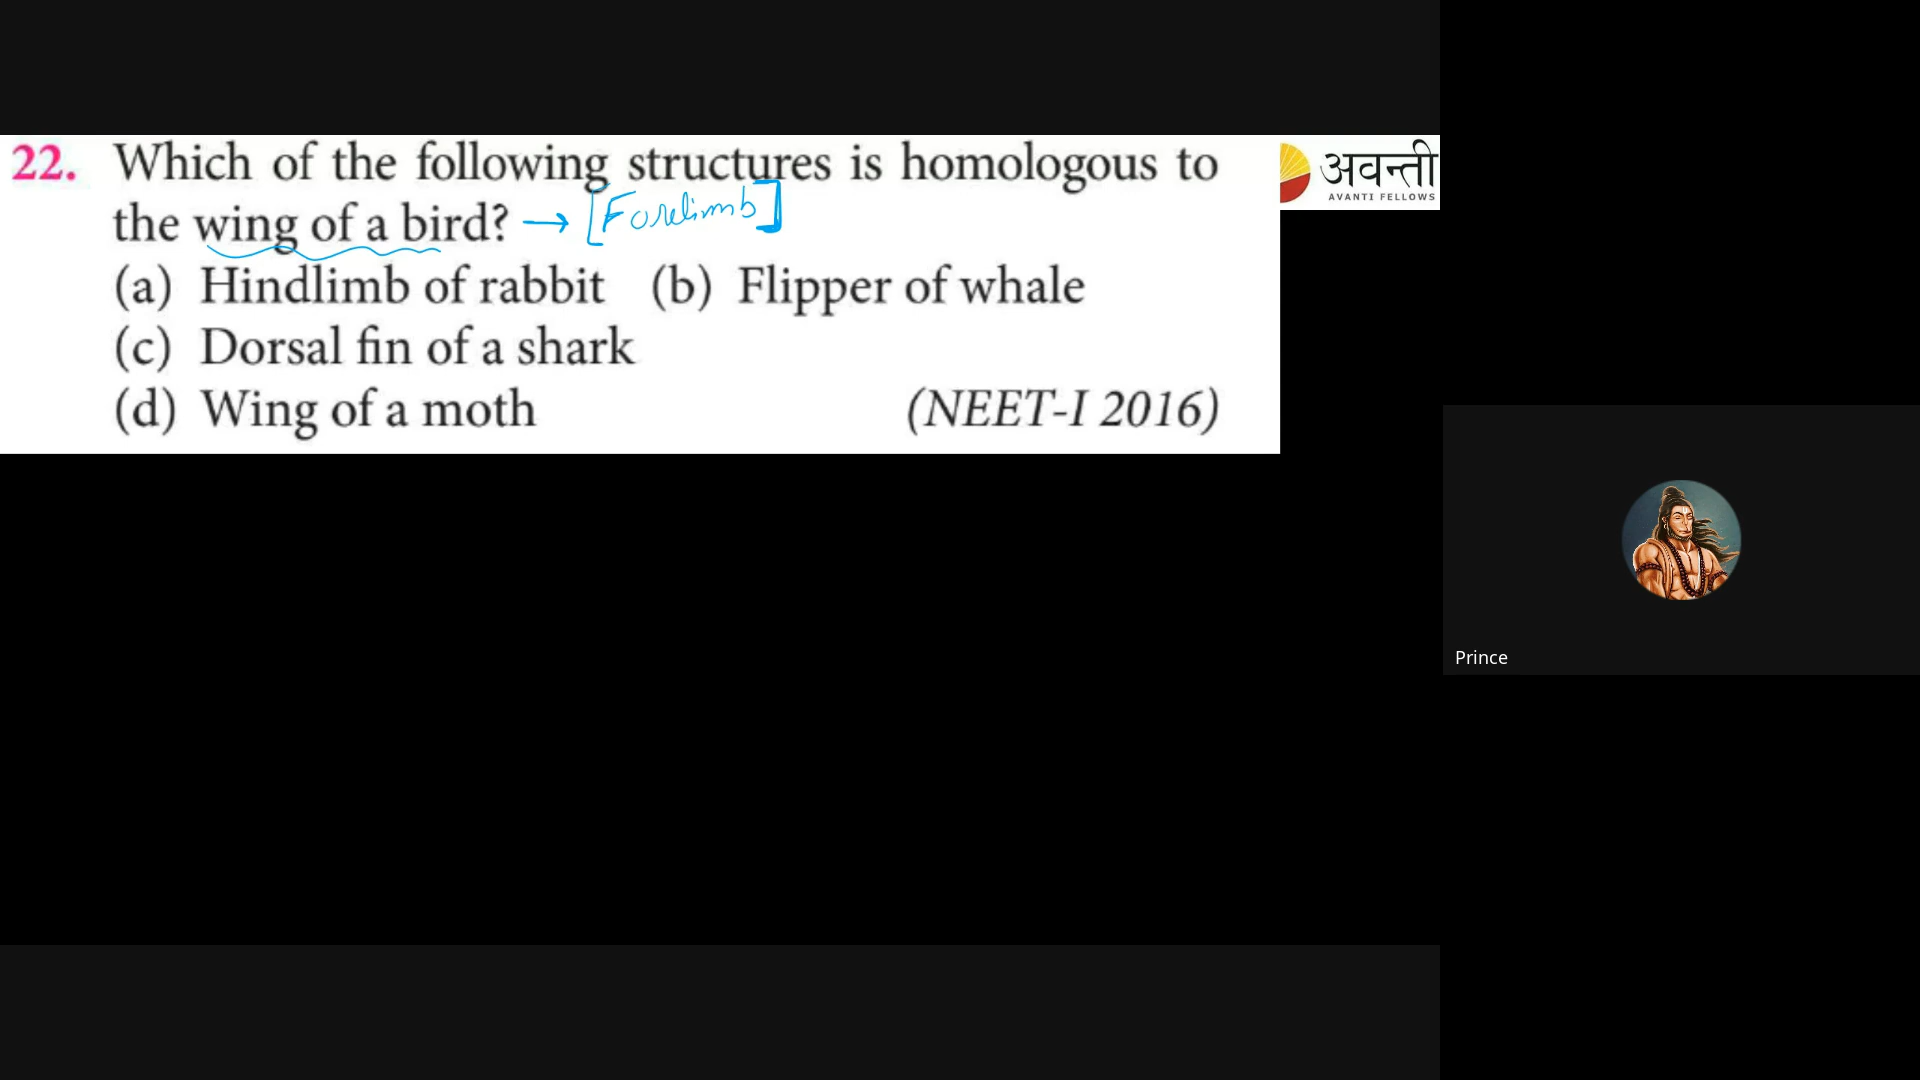 22. Which of the following structures is homologous to
the wing of a bird? → [Forelimb]
(a) Hindlimb of rabbit (b) Flipper of whale
(c) Dorsal fin of a shark
(d) Wing of a moth (NEET-I 2016)
अवन्ती
AVANTI FELLOWS
Prince